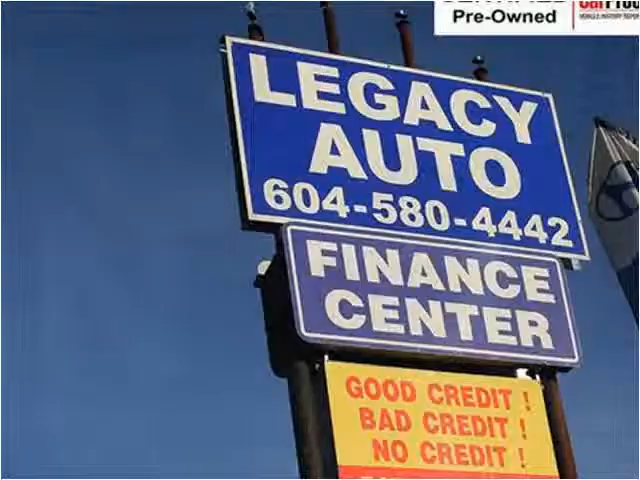 Pre-Owned
LEGACY
AUTO
604-580-4442
FINANCE
CENTER
GOOD CREDIT !
BAD CREDIT !
NO CREDIT !